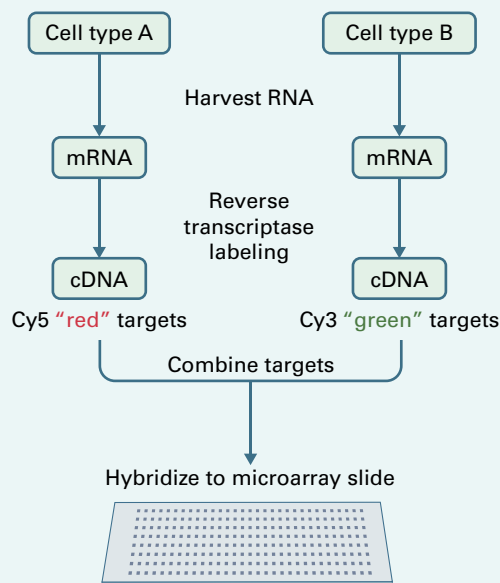 Cell type A
Cell type B
Harvest RNA
mRNA
mRNA
Reverse
transcriptase
labeling
cDNA
cDNA
Cy5 “red” targets
Cy3 “green” targets
Combine targets
Hybridize to microarray slide